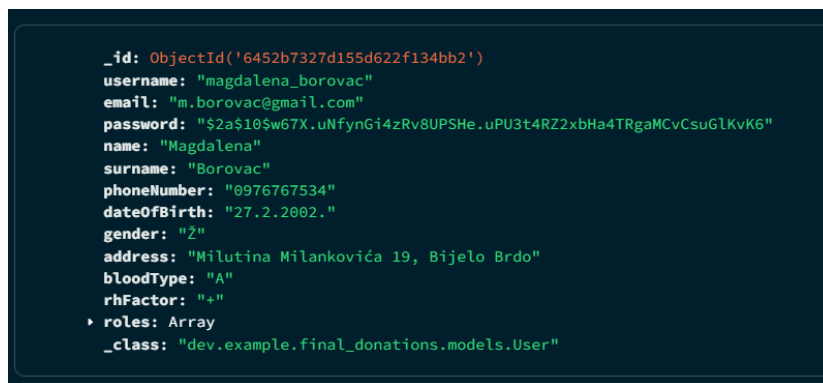 _id: ObjectId('6452b7327d155d622f134bb2')
username: "magdalena_borovac"
email: "m.borovac@gmail.com"
password: "$2a$10$w67X.uNfynGi4zRv8UPSHe.uPU3t4RZ2xbHa4TRgaMCvCsuGlKvK6"
name: "Magdalena"
surname: "Borovac"
phoneNumber: "0976767534"
dateOfBirth: "27.2.2002."
gender: "Ž"
address: "Milutina Milankovića 19, Bijelo Brdo"
bloodType: "A"
rhFactor: "+"
roles: Array
_class: "dev.example.final_donations.models.User"